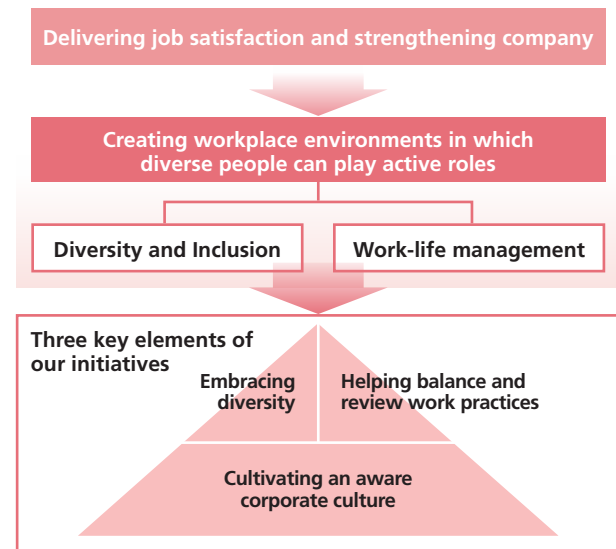 Delivering job satisfaction and strengthening company
Creating workplace environments in which
diverse people can play active roles
Diversity and Inclusion
Work-life management
Three key elements of
our initiatives
Embracing
diversity
Helping balance and
review work practices
Cultivating an aware
corporate culture